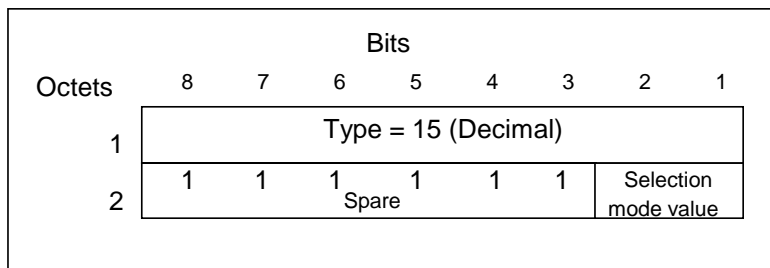 Bits
Octets 8 7 6 5 4 3 2 1
1 Type = 15 (Decimal)
1 1 1 1 1 1 Selection
2 Spare mode value